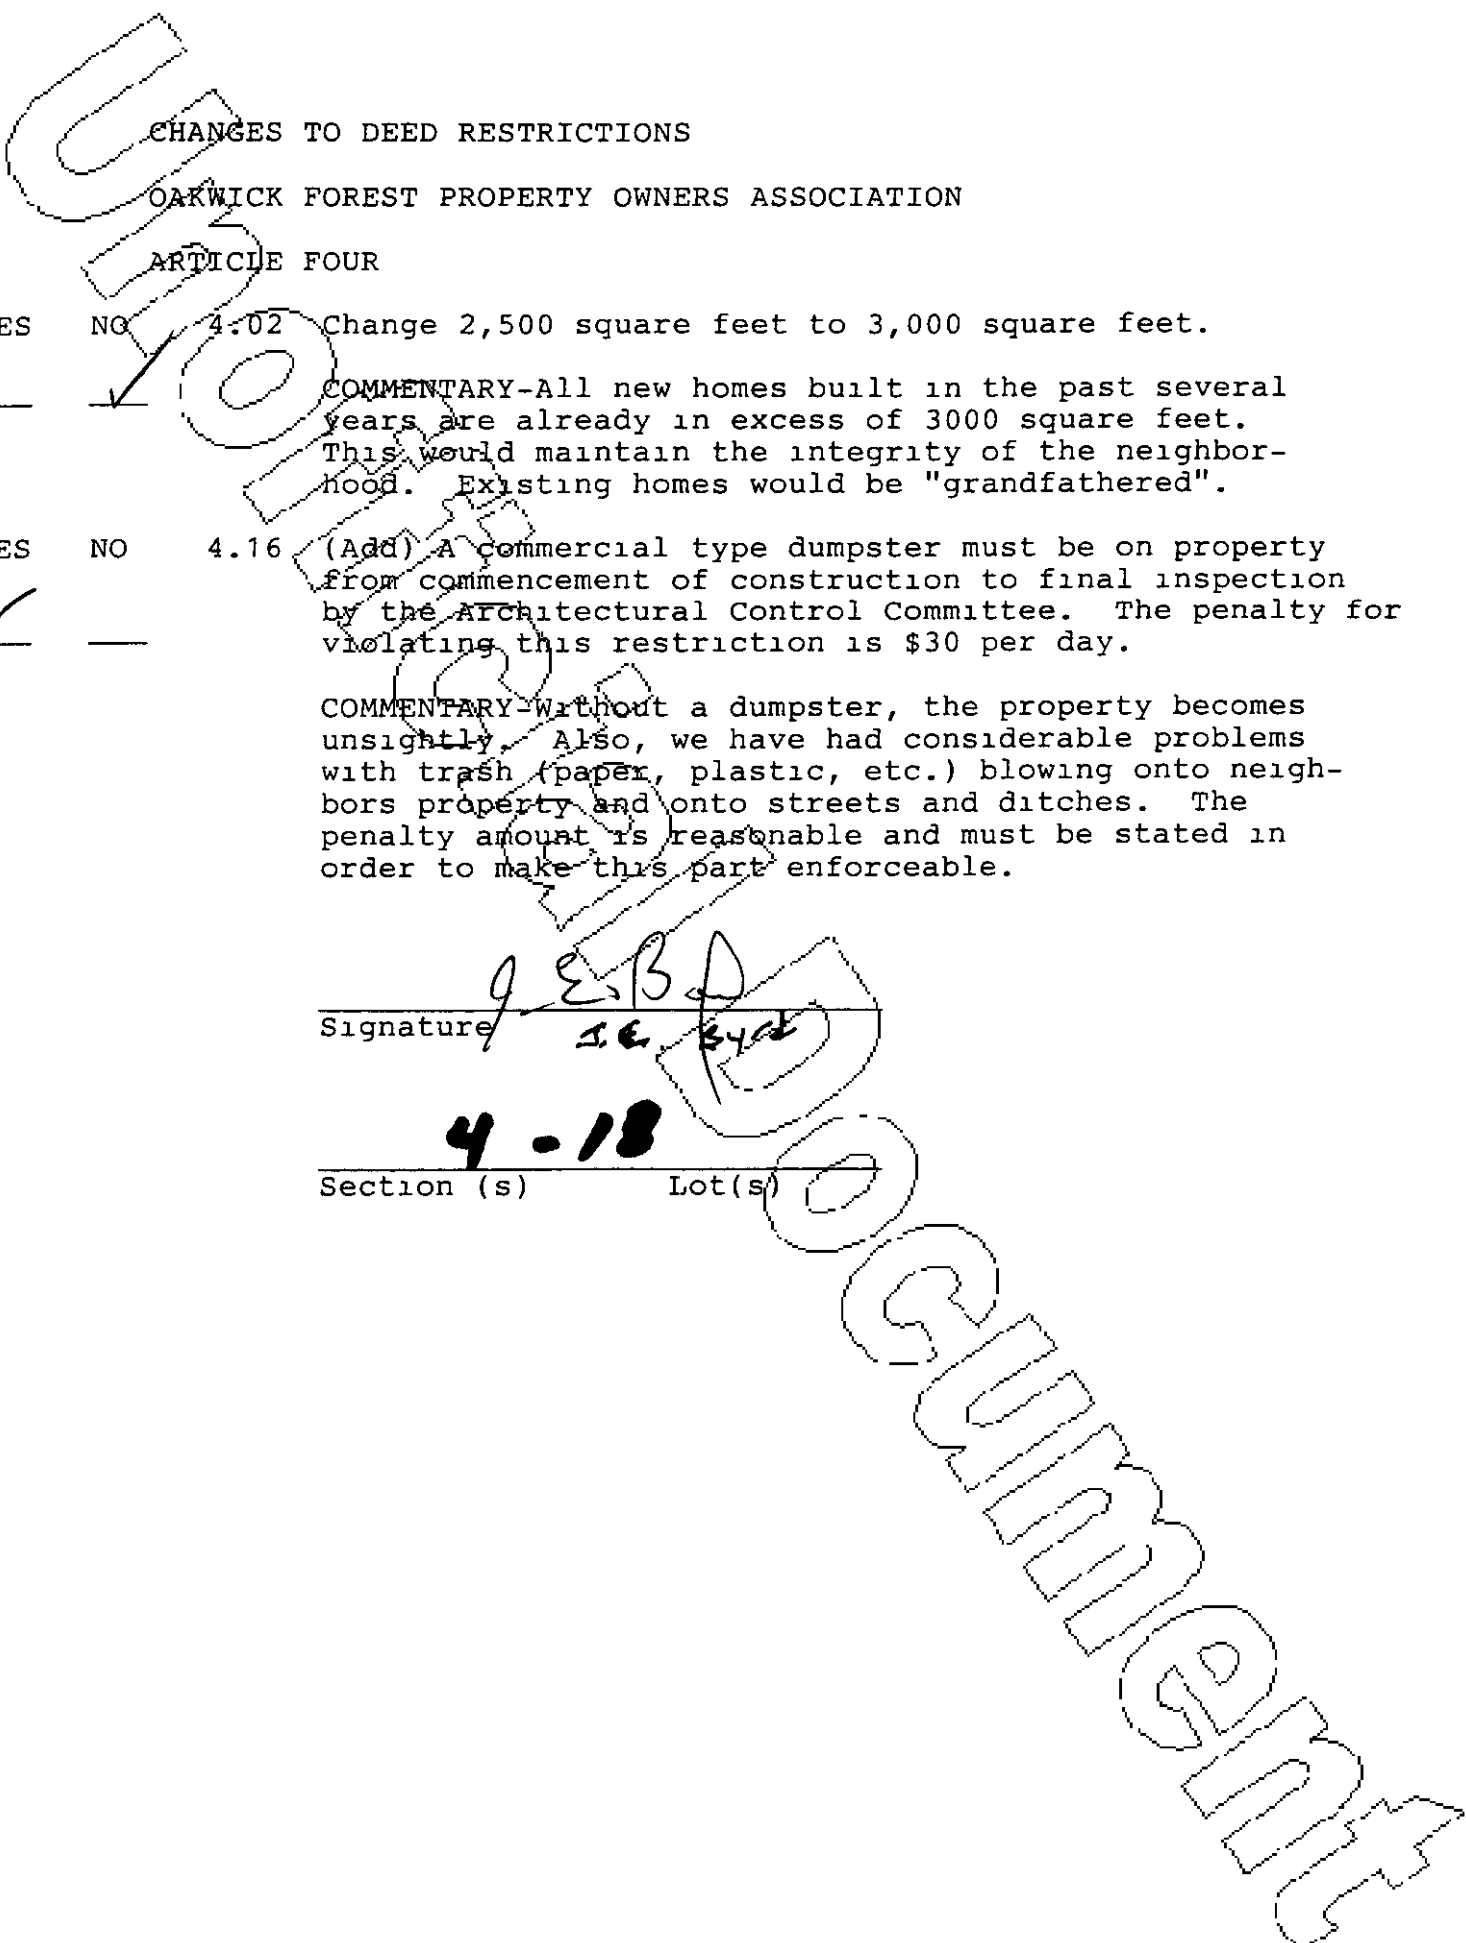 CHANGES TO DEED RESTRICTIONS
OAKWICK FOREST PROPERTY OWNERS ASSOCIATION
ARTICLE FOUR
ES NO 4.02 Change 2,500 square feet to 3,000 square feet.
COMMENTARY-All new homes built in the past several
years are already in excess of 3000 square feet.
This would maintain the integrity of the neighbor-
hood. Existing homes would be "grandfathered".
ES NO 4.16 (Add) A commercial type dumpster must be on property
from commencement of construction to final inspection
by the Architectural Control Committee. The penalty for
violating this restriction is $30 per day.
COMMENTARY-Without a dumpster, the property becomes
unsightly. Also, we have had considerable problems
with trash (paper, plastic, etc.) blowing onto neigh-
bors property and onto streets and ditches. The
penalty amount is reasonable and must be stated in
order to make this part enforceable.
Signature J.E. Byrd
4 - 18
Section (s) Lot(s)
Unofficial Document